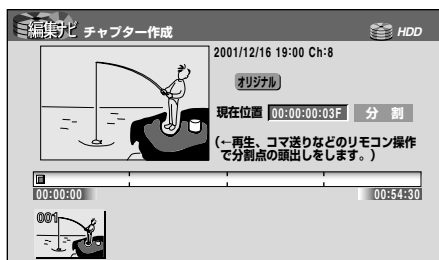 編集ナビ チャプター作成
HDD
2001/12/16 19:00 Ch:8
オリジナル
現在位置 00:00:00:03F 分 割
(←再生、コマ送りなどのリモコン操作
で分割点の頭出しをします。)
00:00:00
00:54:30
001